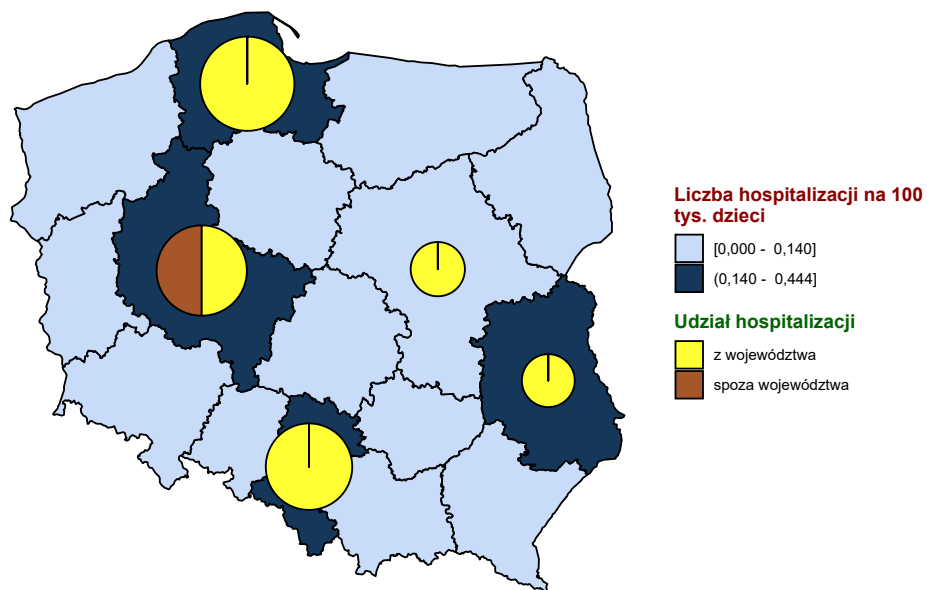 Liczba hospitalizacji na 100
tys. dzieci
[0,000 - 0,140]
(0,140 - 0,444]
Udział hospitalizacji
z województwa
spoza województwa